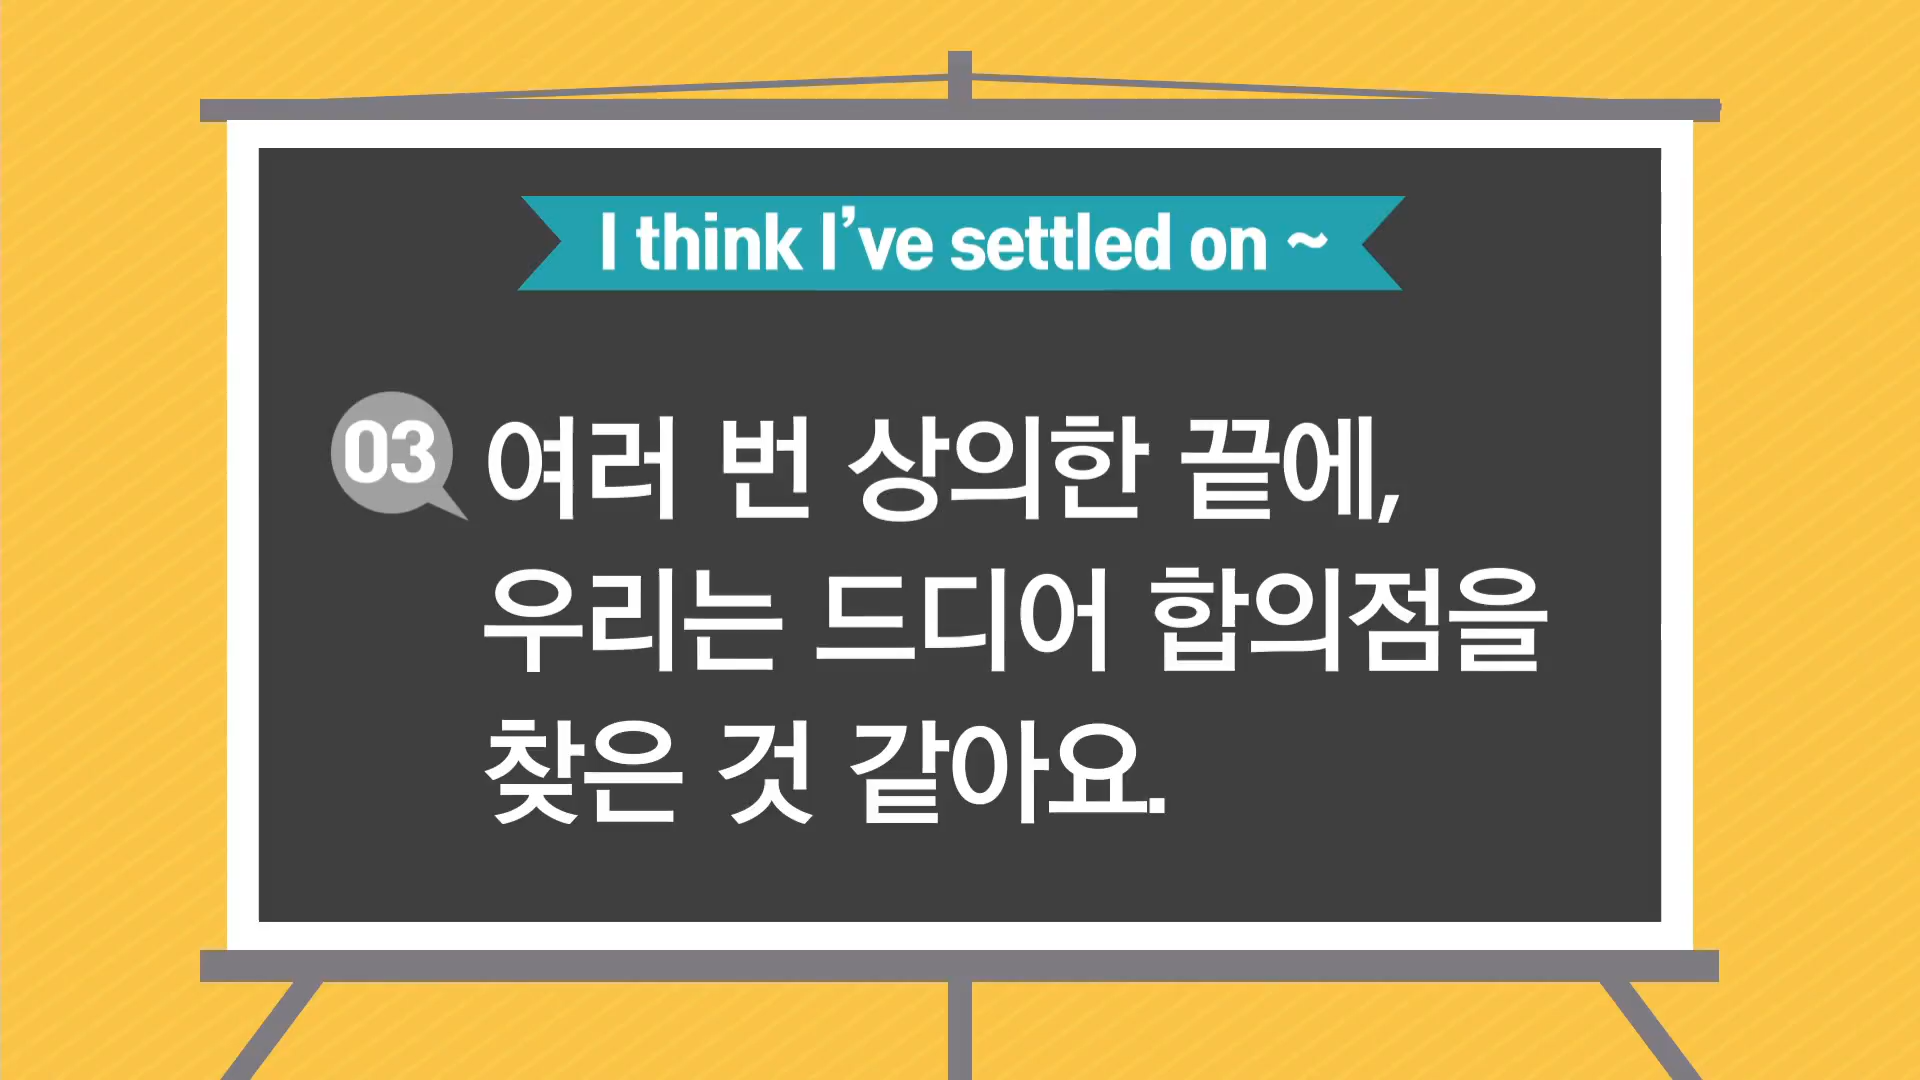 I think I've settled on ~
03 여러 번 상의한 끝에,
우리는 드디어 합의점을
찾은 것 같아요.